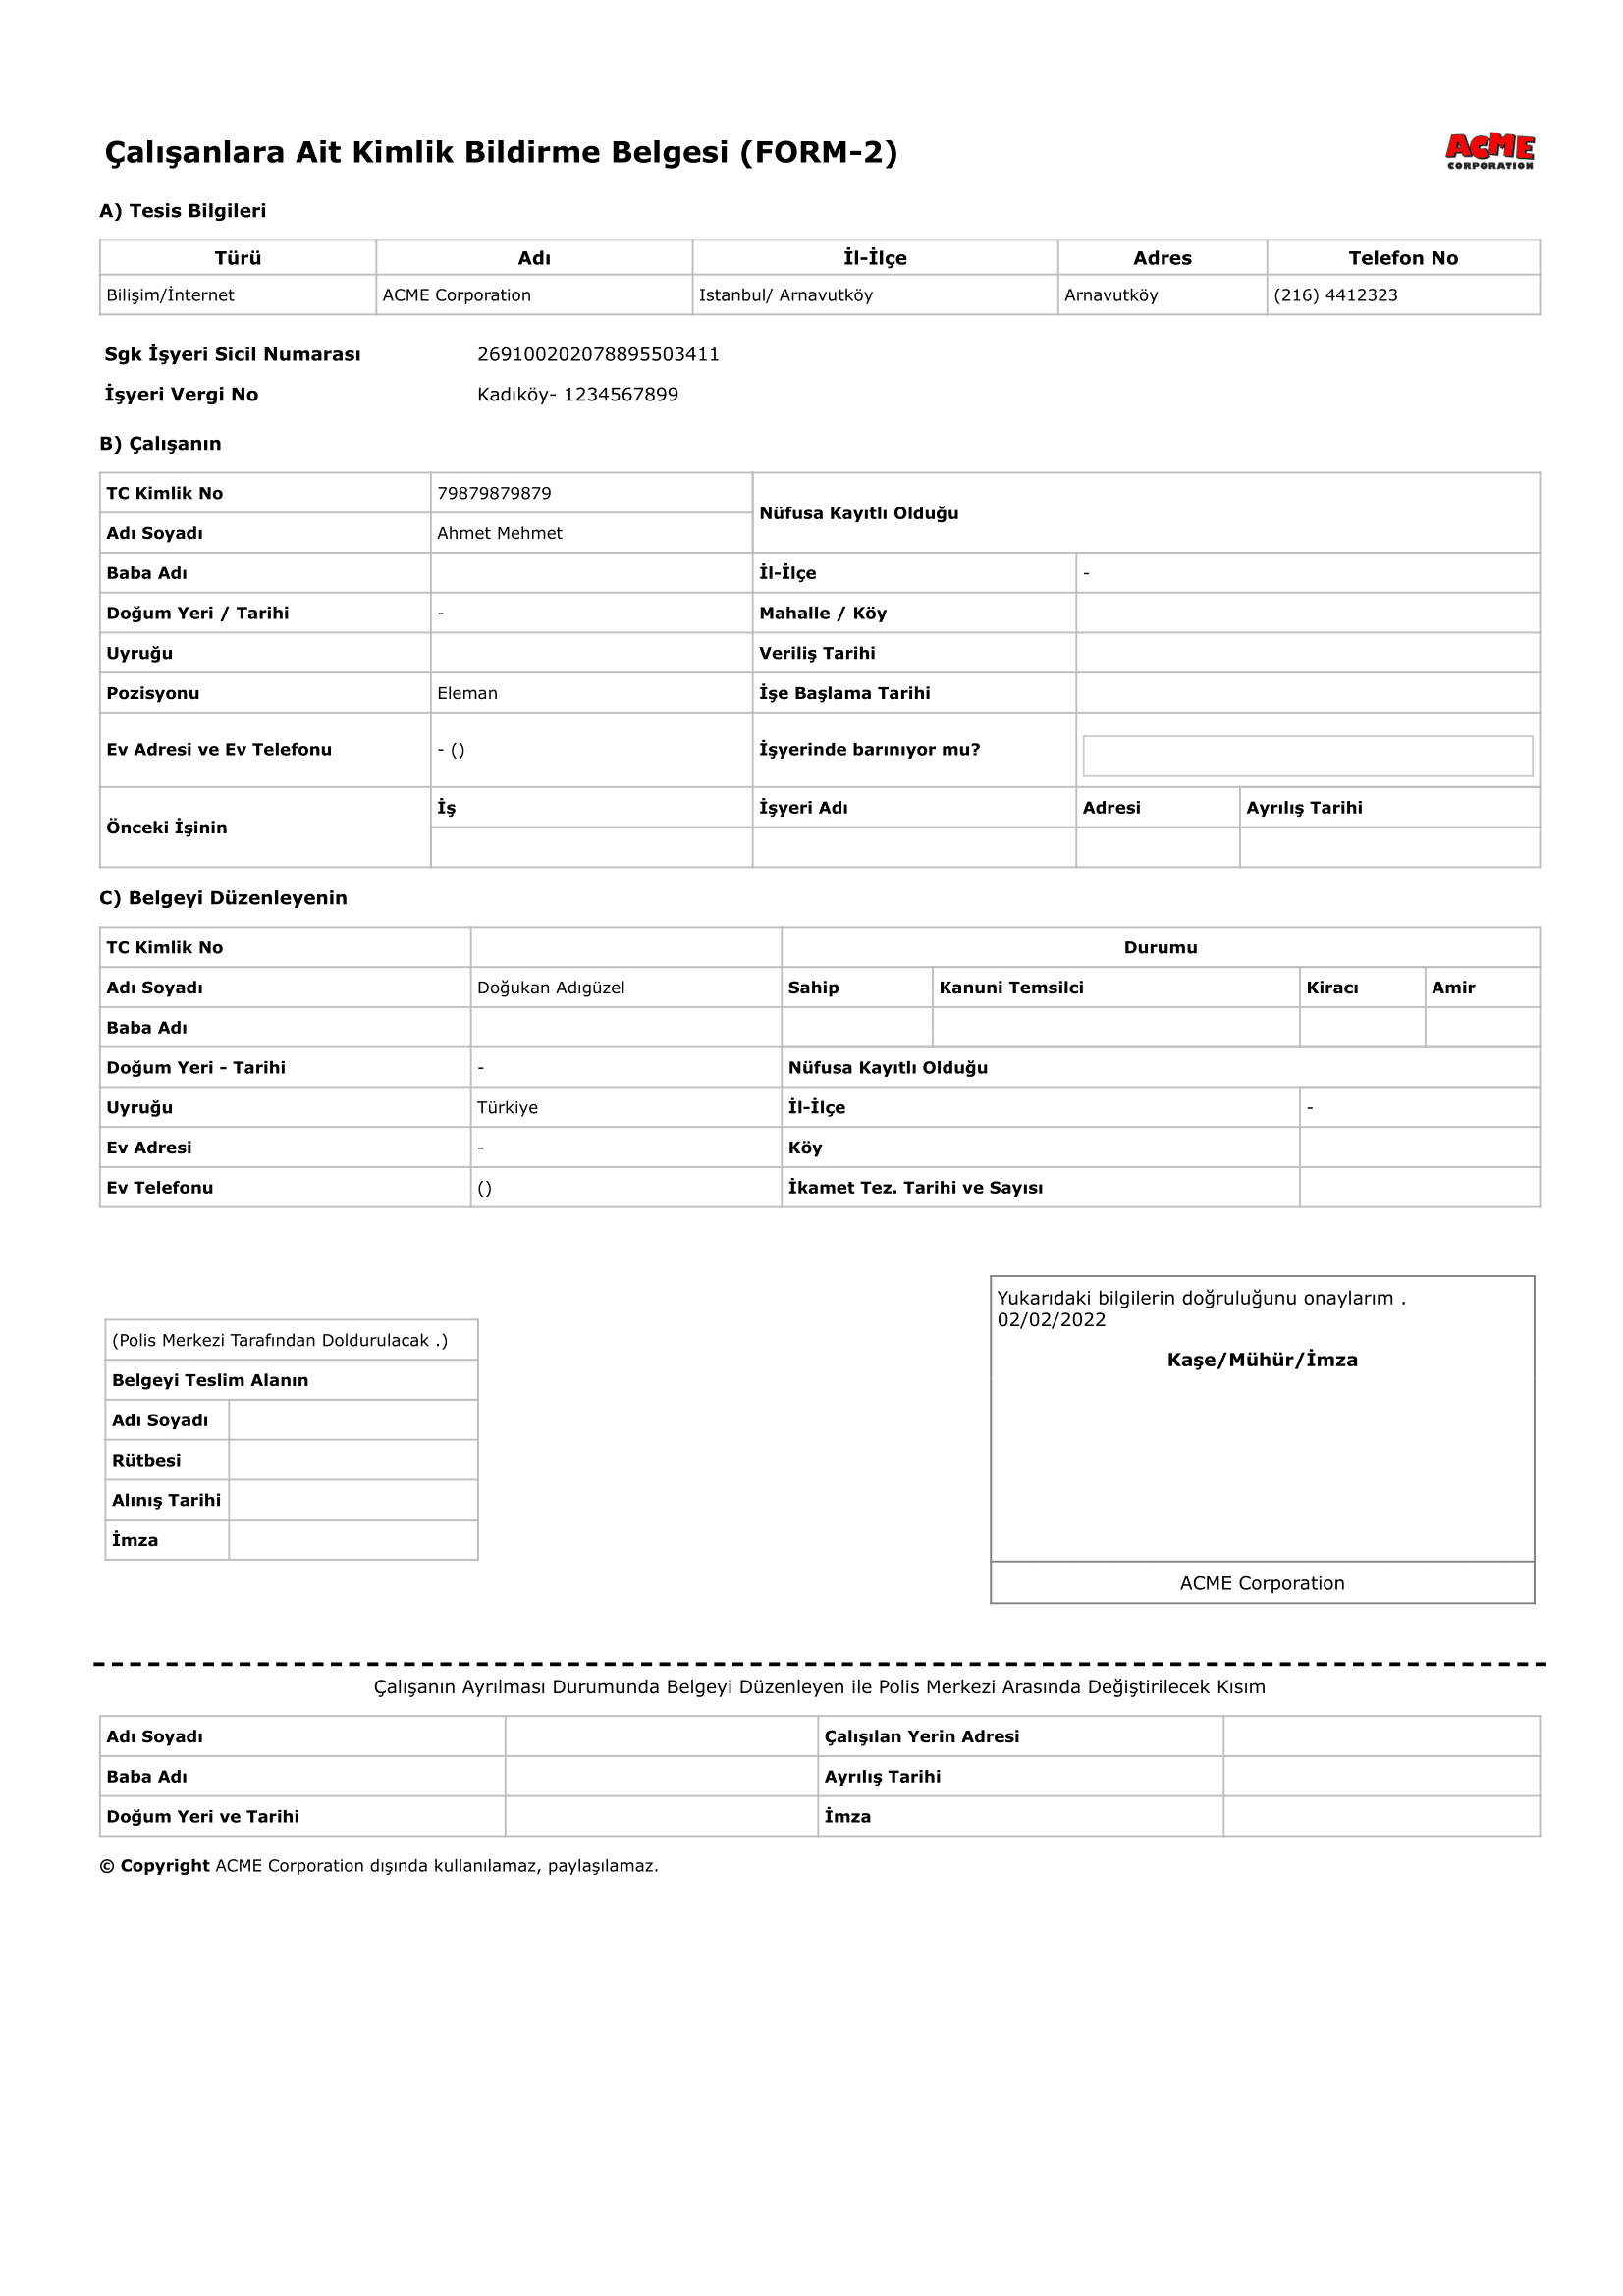 Çalışanlara Ait Kimlik Bildirme Belgesi (FORM-2)
ACME
CORPORATION
A) Tesis Bilgileri
Türü Adı İl-İlçe Adres Telefon No
Bilişim/İnternet ACME Corporation Istanbul/ Arnavutköy Arnavutköy (216) 4412323
Sgk İşyeri Sicil Numarası 269100202078895503411
İşyeri Vergi No Kadıköy- 1234567899
B) Çalışanın
TC Kimlik No 79879879879
Nüfusa Kayıtlı Olduğu
Adı Soyadı Ahmet Mehmet
Baba Adı İl-İlçe -
Doğum Yeri / Tarihi - Mahalle / Köy
Uyruğu Veriliş Tarihi
Pozisyonu Eleman İşe Başlama Tarihi
Ev Adresi ve Ev Telefonu - () İşyerinde barınıyor mu?
Önceki İşinin
İş İşyeri Adı Adresi Ayrılış Tarihi
C) Belgeyi Düzenleyenin
TC Kimlik No Durumu
Adı Soyadı Doğukan Adıgüzel Sahip Kanuni Temsilci Kiracı Amir
Baba Adı
Doğum Yeri - Tarihi - Nüfusa Kayıtlı Olduğu
Uyruğu Türkiye İl-İlçe -
Ev Adresi - Köy
Ev Telefonu () İkamet Tez. Tarihi ve Sayısı
(Polis Merkezi Tarafından Doldurulacak .)
Belgeyi Teslim Alanın
Adı Soyadı
Rütbesi
Alınış Tarihi
İmza
Yukarıdaki bilgilerin doğruluğunu onaylarım .
02/02/2022
Kaşe/Mühür/İmza
ACME Corporation
Çalışanın Ayrılması Durumunda Belgeyi Düzenleyen ile Polis Merkezi Arasında Değiştirilecek Kısım
Adı Soyadı Çalışılan Yerin Adresi
Baba Adı Ayrılış Tarihi
Doğum Yeri ve Tarihi İmza
© Copyright ACME Corporation dışında kullanılamaz, paylaşılamaz.